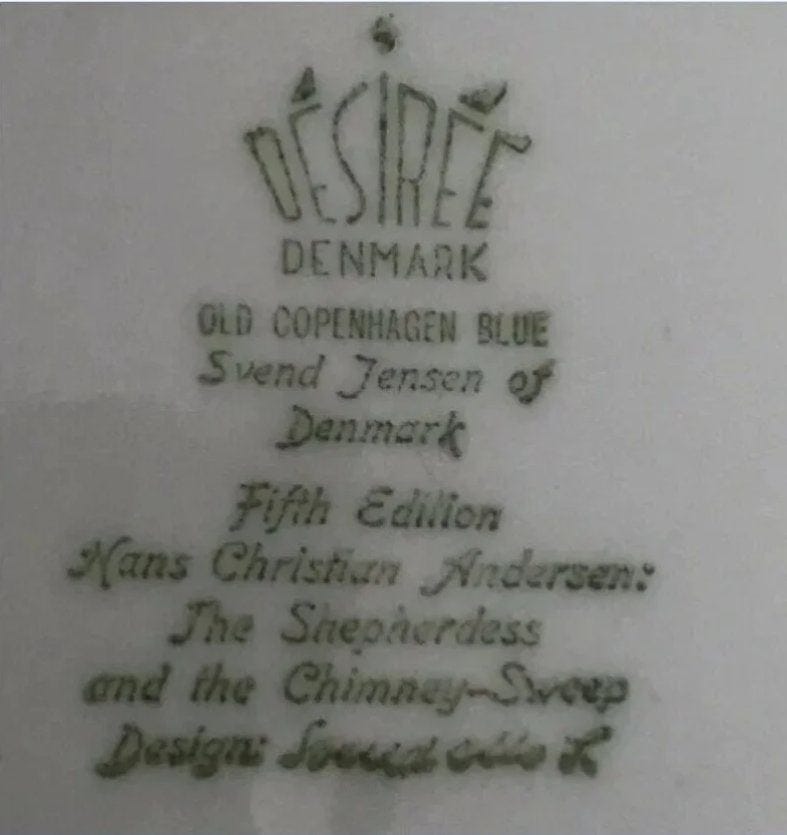 DÉSIRÉE
DENMARK
OLD COPENHAGEN BLUE
Svend Jensen of
Denmark
Fifth Edition
Hans Christian Andersen:
The Shepherdess
and the Chimney-Sweep
Design: